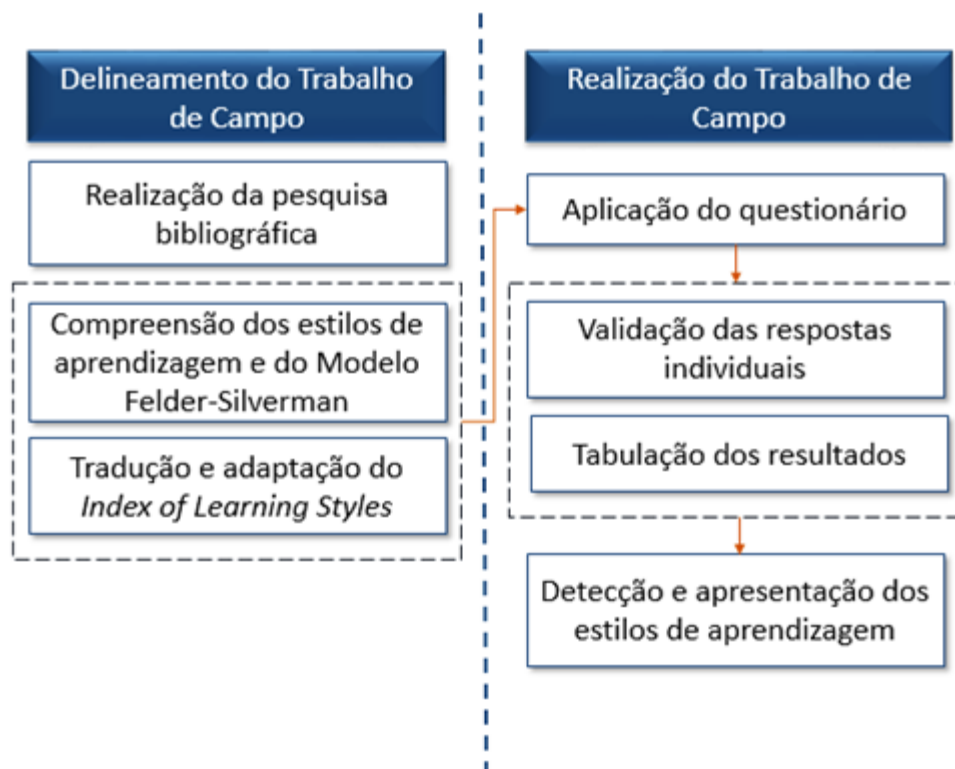 Delineamento do Trabalho
de Campo
Realização da pesquisa
bibliográfica
Compreensão dos estilos de
aprendizagem e do Modelo
Felder-Silverman
Tradução e adaptação do
Index of Learning Styles
Realização do Trabalho de
Campo
Aplicação do questionário
Validação das respostas
individuais
Tabulação dos resultados
Detecção e apresentação dos
estilos de aprendizagem